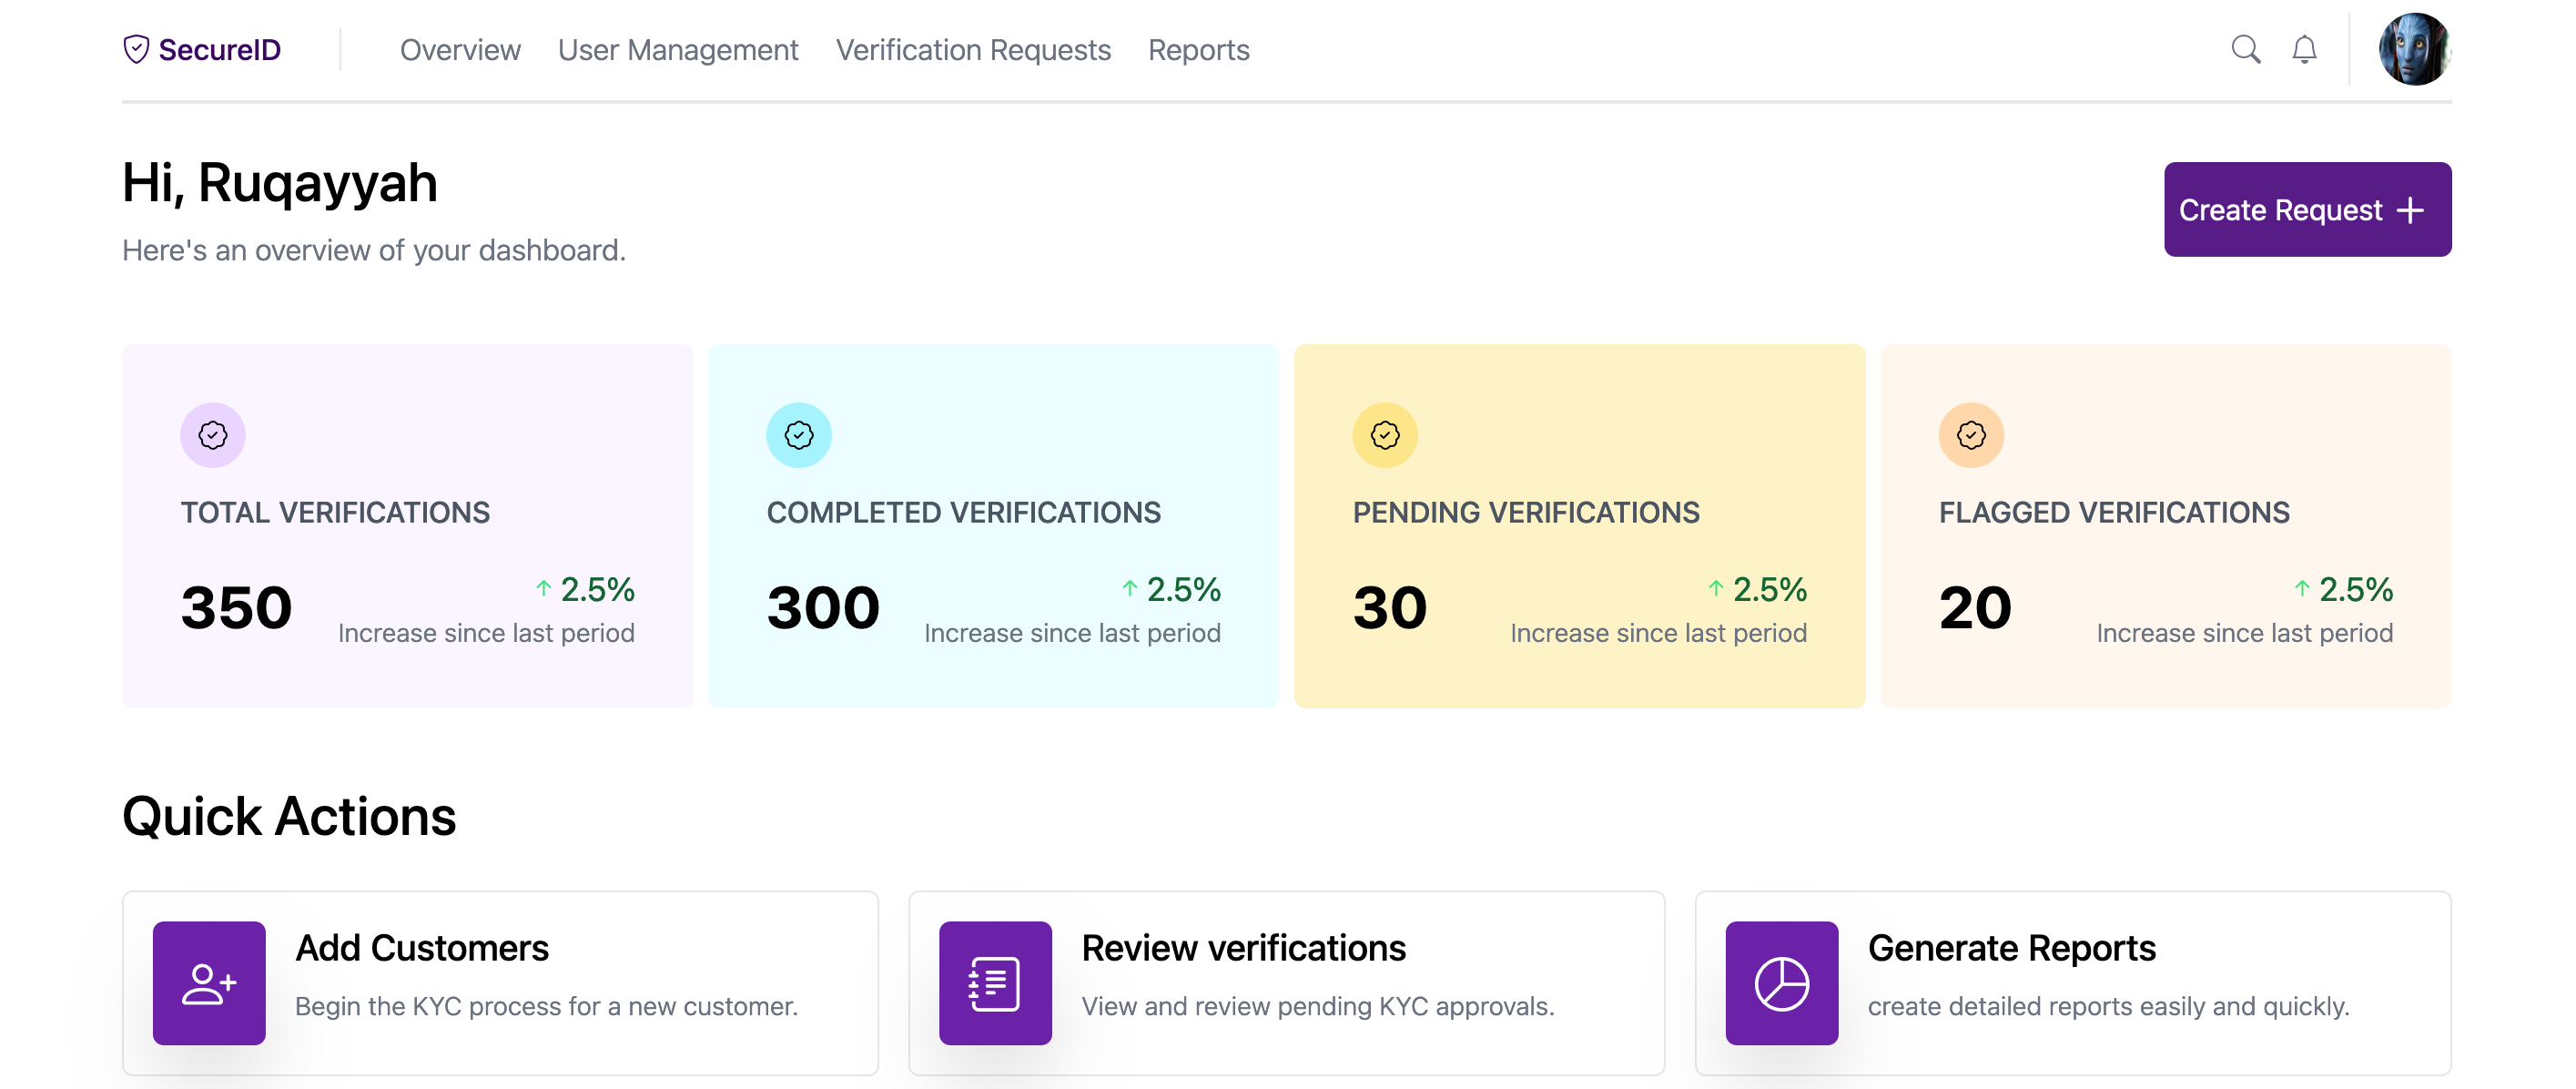 SecureID
Overview
User Management
Verification Requests
Reports
Hi, Ruqayyah
Here's an overview of your dashboard.
Create Request +
TOTAL VERIFICATIONS
350
↑ 2.5%
Increase since last period
COMPLETED VERIFICATIONS
300
↑ 2.5%
Increase since last period
PENDING VERIFICATIONS
30
↑ 2.5%
Increase since last period
FLAGGED VERIFICATIONS
20
↑ 2.5%
Increase since last period
Quick Actions
Add Customers
Begin the KYC process for a new customer.
Review verifications
View and review pending KYC approvals.
Generate Reports
create detailed reports easily and quickly.